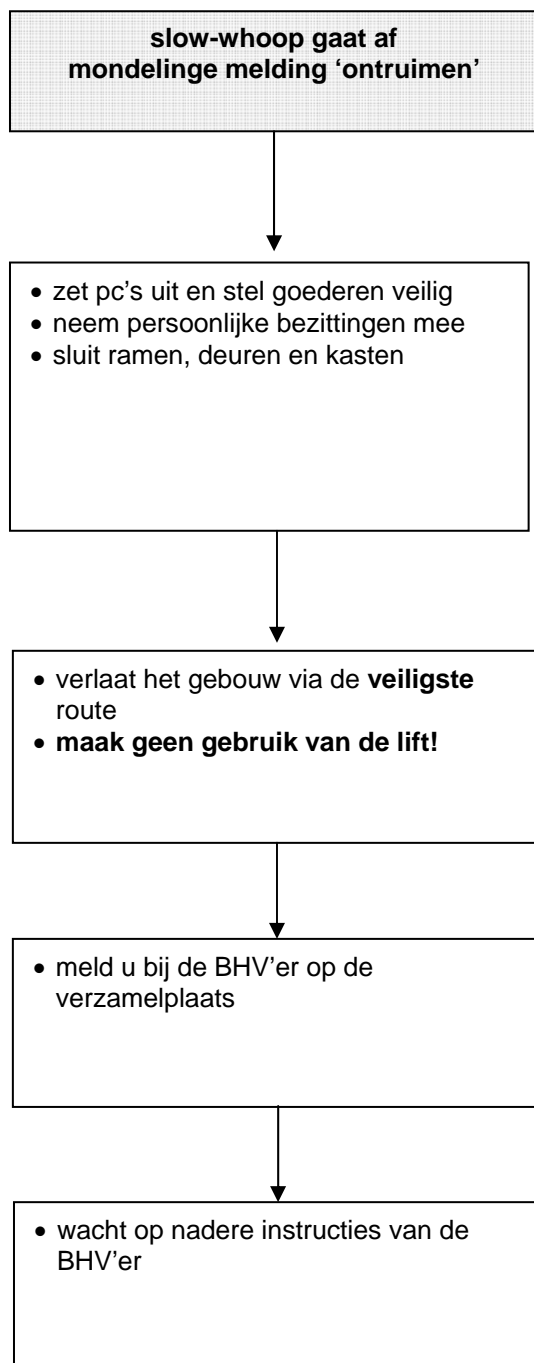 slow-whoop gaat af
mondelinge melding ‘ontruimen’
• zet pc’s uit en stel goederen veilig
• neem persoonlijke bezittingen mee
• sluit ramen, deuren en kasten
• verlaat het gebouw via de veiligste
route
• maak geen gebruik van de lift!
• meld u bij de BHV’er op de
verzamelplaats
• wacht op nadere instructies van de
BHV’er